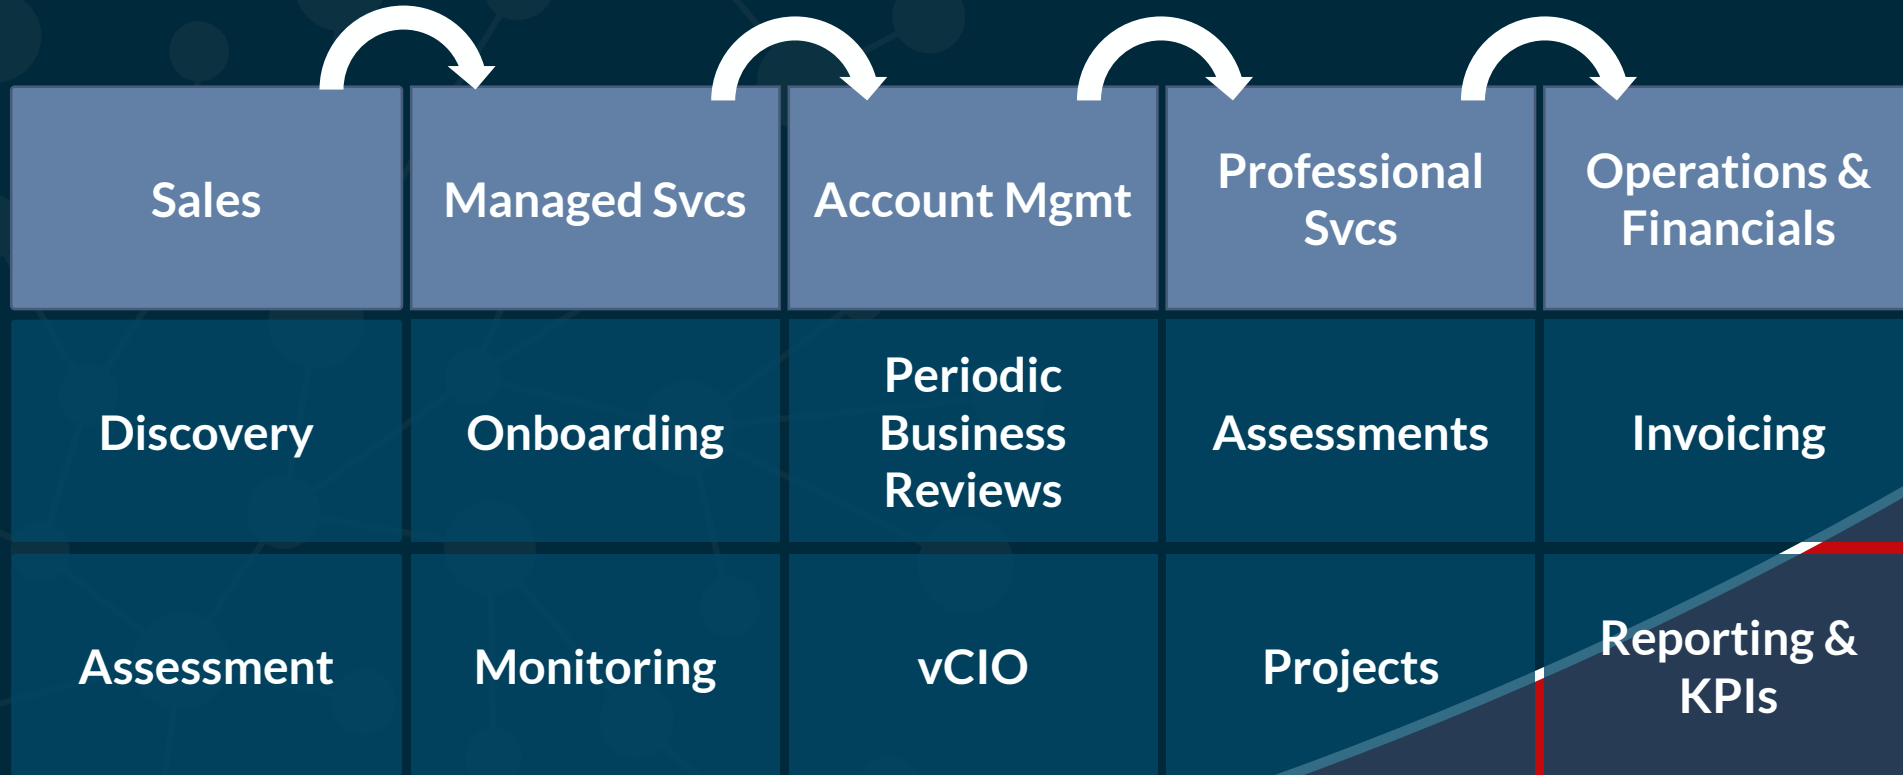 Sales
Managed Svcs
Account Mgmt
Professional
Svcs
Operations &
Financials
Discovery
Onboarding
Periodic
Business
Reviews
Assessments
Invoicing
Assessment
Monitoring
vCIO
Projects
Reporting &
KPIs